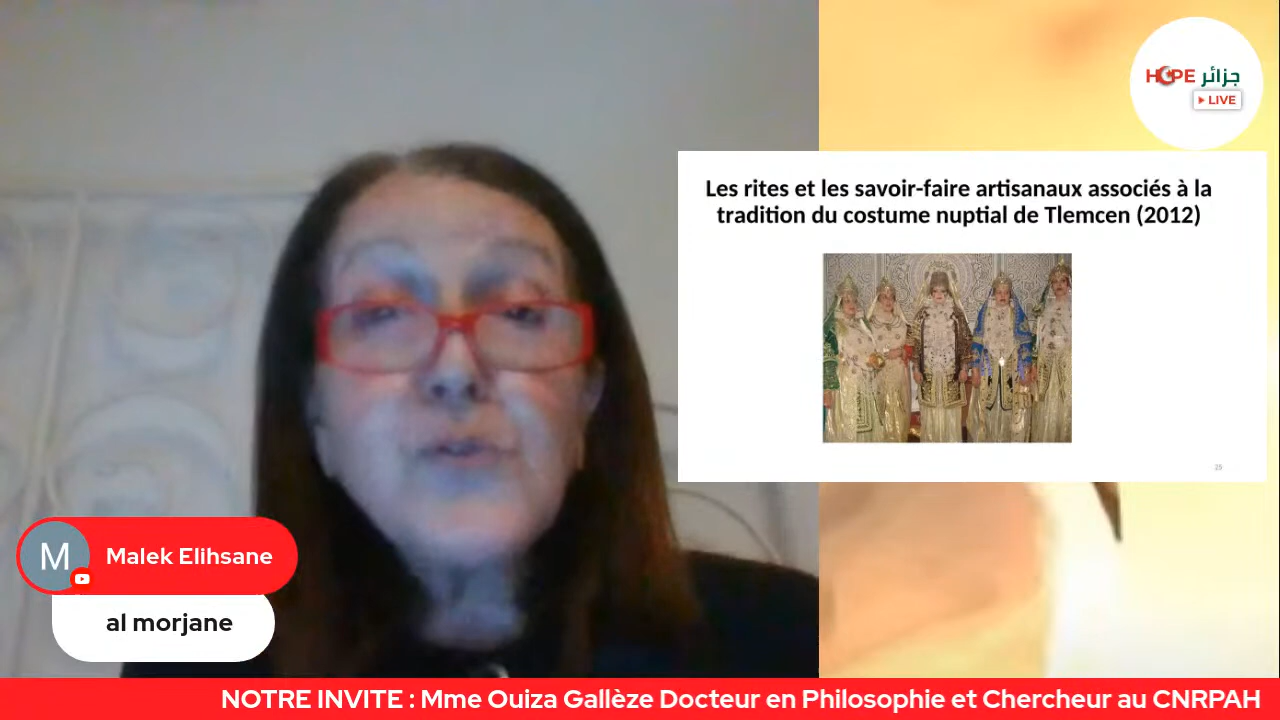 HOPE جزائر
LIVE
Les rites et les savoir-faire artisanaux associés à la
tradition du costume nuptial de Tlemcen (2012)
25
M
Malek Elihsane
al morjane
NOTRE INVITE : Mme Ouiza Gallèze Docteur en Philosophie et Chercheur au CNRPAH